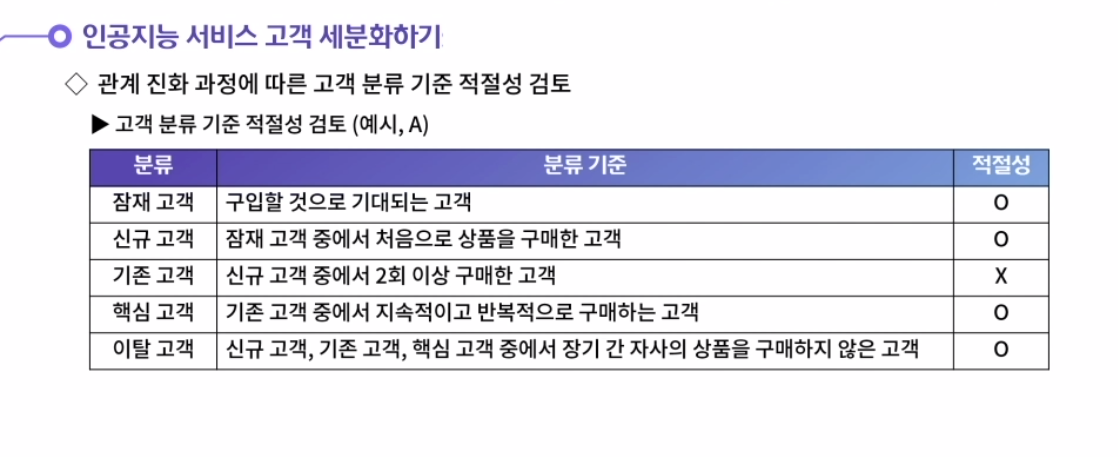 인공지능 서비스 고객 세분화하기
◇ 관계 진화 과정에 따른 고객 분류 기준 적절성 검토
▶ 고객 분류 기준 적절성 검토 (예시, A)
분류 분류 기준 적절성
잠재 고객 구입할 것으로 기대되는 고객 O
신규 고객 잠재 고객 중에서 처음으로 상품을 구매한 고객 O
기존 고객 신규 고객 중에서 2회 이상 구매한 고객 X
핵심 고객 기존 고객 중에서 지속적이고 반복적으로 구매하는 고객 O
이탈 고객 신규 고객, 기존 고객, 핵심 고객 중에서 장기 간 자사의 상품을 구매하지 않은 고객 O